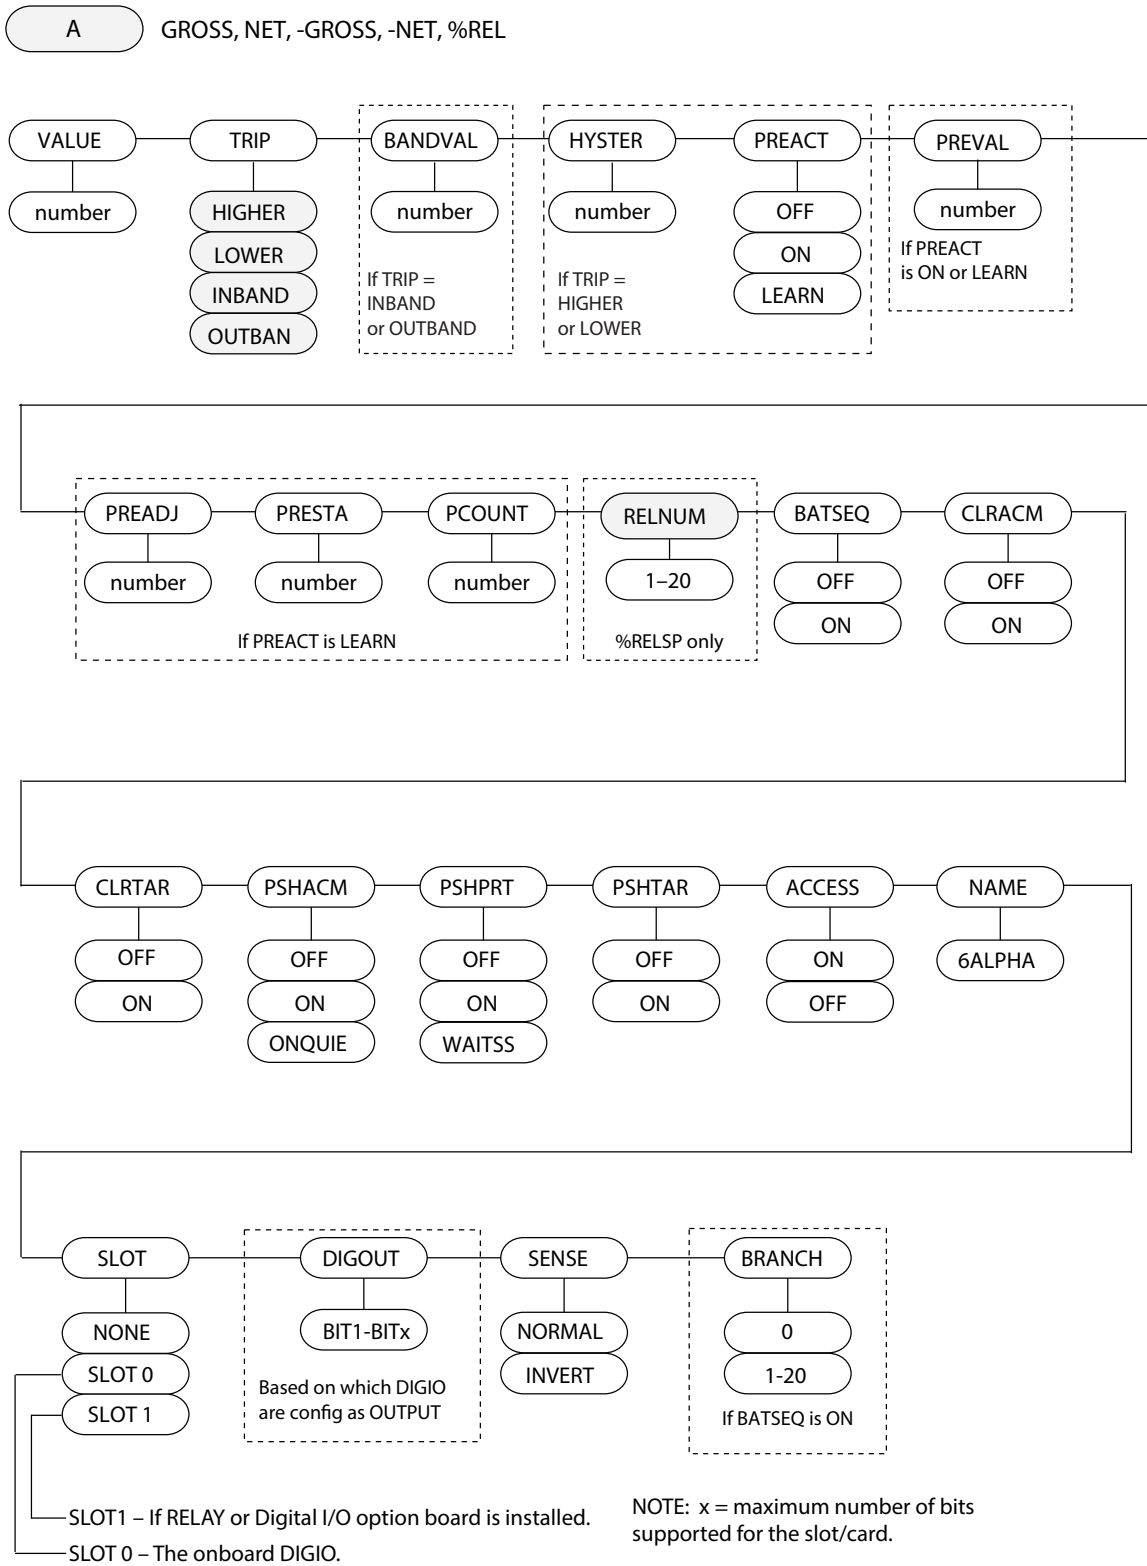 A GROSS, NET, -GROSS, -NET, %REL
VALUE TRIP BANDVAL HYSTER PREACT PREVAL
number HIGHER number number OFF number
LOWER ON
INBAND LEARN
OUTBAN
If TRIP =
INBAND
or OUTBAND
If TRIP =
HIGHER
or LOWER
If PREACT
is ON or LEARN
PREADJ PRESTA PCOUNT RELNUM BATSEQ CLRACM
number number number 1–20 OFF OFF
ON ON
If PREACT is LEARN %RELSP only
CLRTAR PSHACM PSHPRT PSHTAR ACCESS NAME
OFF OFF OFF OFF ON 6ALPHA
ON ON ON ON OFF
ONQUIE WAITSS
SLOT DIGOUT SENSE BRANCH
NONE BIT1-BITx NORMAL 0
SLOT 0 INVERT 1-20
SLOT 1
Based on which DIGIO
are config as OUTPUT
If BATSEQ is ON
SLOT1 – If RELAY or Digital I/O option board is installed.
SLOT 0 – The onboard DIGIO.
NOTE: x = maximum number of bits
supported for the slot/card.